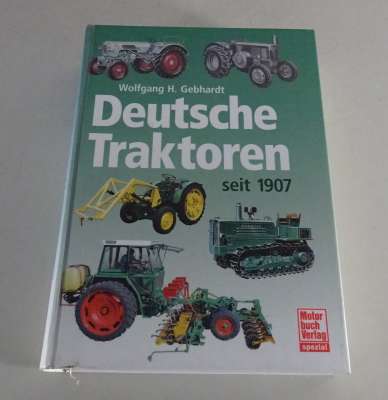 Wolfgang H. Gebhardt
Deutsche
Traktoren
seit 1907
Motor
buch
Verlag
spezial